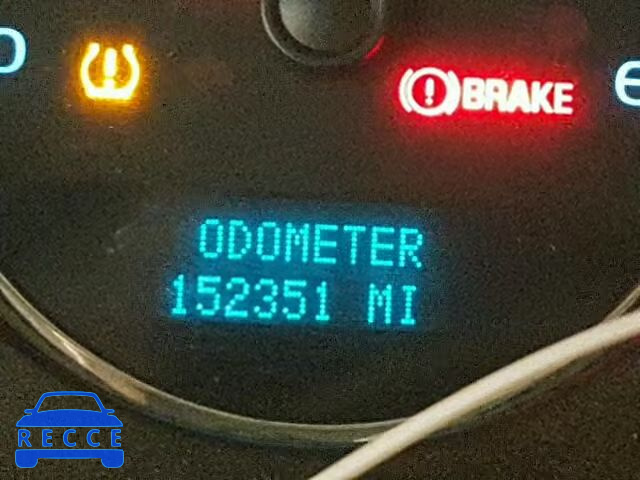 BRAKE
ODOMETER
152351 MI
RECCE